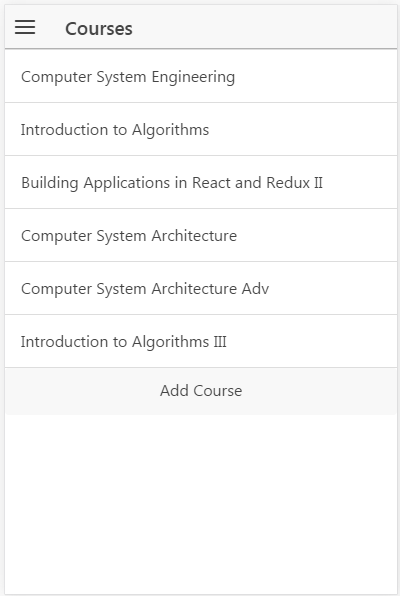 Courses
Computer System Engineering
Introduction to Algorithms
Building Applications in React and Redux II
Computer System Architecture
Computer System Architecture Adv
Introduction to Algorithms III
Add Course